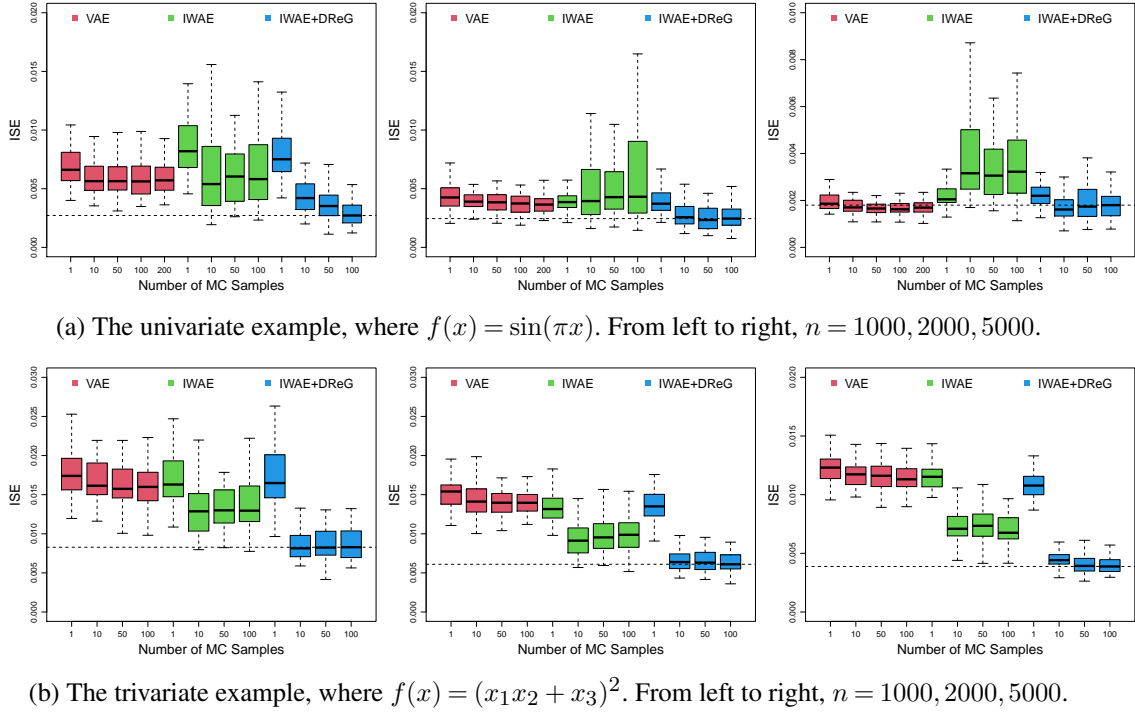 VAE IWAE IWAE+DReG
ISE
0.000 0.005 0.010 0.015 0.020
1 10 50 100 200 1 10 50 100 1 10 50 100
Number of MC Samples
VAE IWAE IWAE+DReG
ISE
0.000 0.005 0.010 0.015 0.020
1 10 50 100 200 1 10 50 100 1 10 50 100
Number of MC Samples
VAE IWAE IWAE+DReG
ISE
0.000 0.002 0.004 0.006 0.008 0.010
1 10 50 100 200 1 10 50 100 1 10 50 100
Number of MC Samples
(a) The univariate example, where f(x) = sin(πx). From left to right, n = 1000, 2000, 5000.
VAE IWAE IWAE+DReG
ISE
0.000 0.005 0.010 0.015 0.020 0.025 0.030
1 10 50 100 1 10 50 100 1 10 50 100
Number of MC Samples
VAE IWAE IWAE+DReG
ISE
0.000 0.005 0.010 0.015 0.020 0.025 0.030
1 10 50 100 1 10 50 100 1 10 50 100
Number of MC Samples
VAE IWAE IWAE+DReG
ISE
0.000 0.005 0.010 0.015 0.020
1 10 50 100 1 10 50 100 1 10 50 100
Number of MC Samples
(b) The trivariate example, where f(x) = (x₁x₂ + x₃)². From left to right, n = 1000, 2000, 5000.